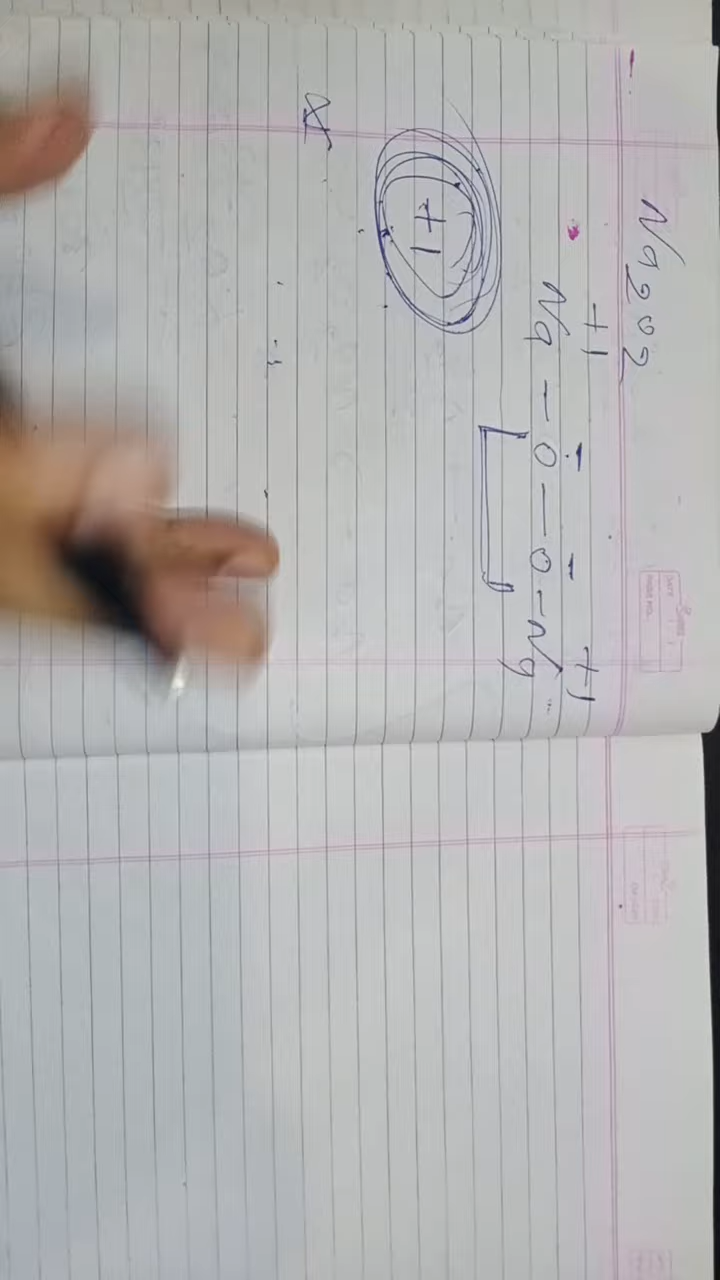 Na2O2
+1 - - +1
Na - O - O - Na
+1